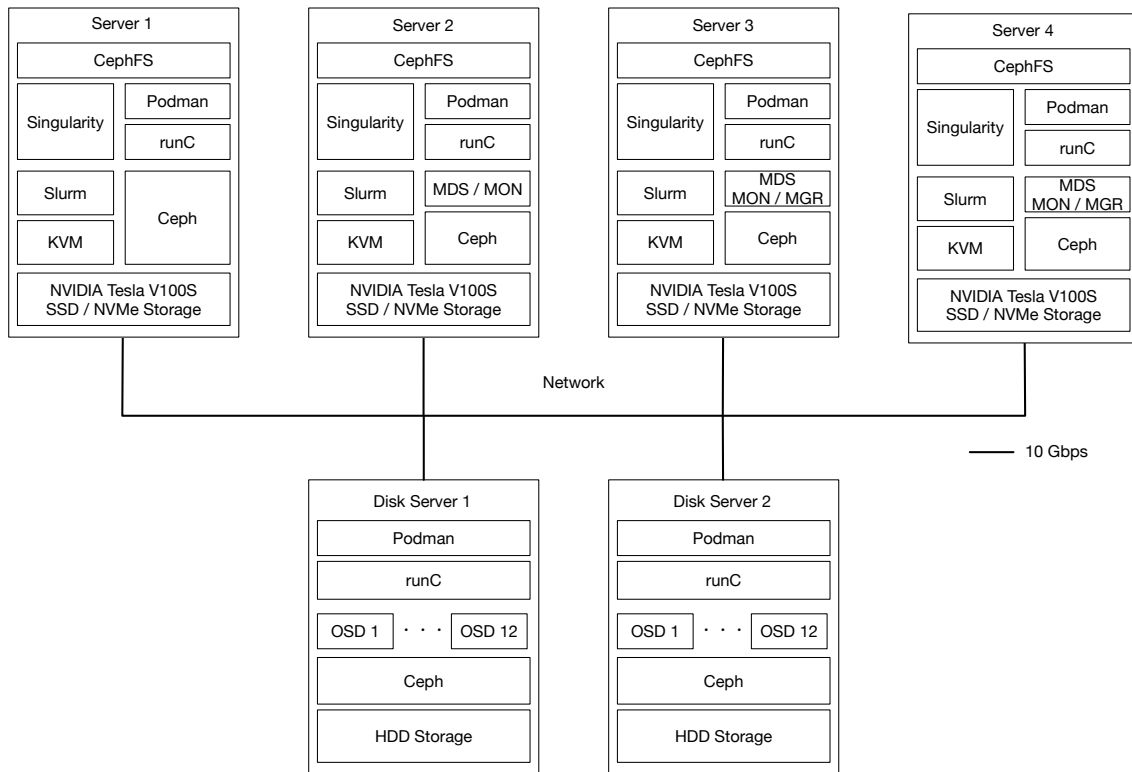 Server 1
CephFS
Singularity
Podman
runC
Slurm
KVM
Ceph
NVIDIA Tesla V100S
SSD / NVMe Storage
Server 2
CephFS
Singularity
Podman
runC
Slurm
MDS / MON
KVM
Ceph
NVIDIA Tesla V100S
SSD / NVMe Storage
Server 3
CephFS
Singularity
Podman
runC
Slurm
MDS
MON / MGR
KVM
Ceph
NVIDIA Tesla V100S
SSD / NVMe Storage
Server 4
CephFS
Singularity
Podman
runC
Slurm
MDS
MON / MGR
KVM
Ceph
NVIDIA Tesla V100S
SSD / NVMe Storage
Network
10 Gbps
Disk Server 1
Podman
runC
OSD 1 · · · OSD 12
Ceph
HDD Storage
Disk Server 2
Podman
runC
OSD 1 · · · OSD 12
Ceph
HDD Storage